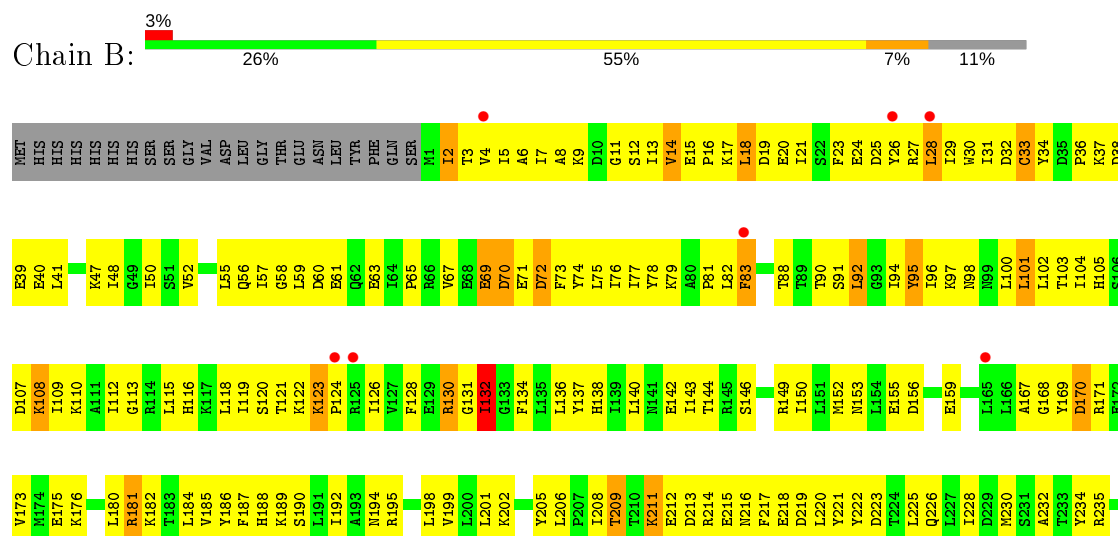 3%
Chain B:
26% 55% 7% 11%
MET HIS HIS HIS HIS HIS HIS SER SER GLY VAL ASP LEU GLY THR GLU ASN LEU TYR PHE GLN SER M1 I2 T3 V4 I5 A6 I7 A8 K9 D10 G11 S12 I13 V14 E15 P16 K17 L18 D19 E20 I21 S22 F23 E24 D25 Y26 R27 L28 I29 W30 I31 D32 C33 Y34 D35 P36 K37 D38
E39 E40 L41 K47 I48 G49 I50 S51 V52 L55 Q56 I57 G58 L59 D60 E61 Q62 E63 I64 P65 R66 V67 E68 E69 D70 E71 D72 F73 Y74 L75 I76 I77 Y78 K79 A80 P81 L82 F83 T88 T89 T90 S91 L92 G93 I94 Y95 I96 K97 N98 N99 L100 L101 L102 T103 I104 H105 S106
D107 K108 I109 K110 A111 I112 G113 R114 L115 H116 K117 L118 I119 S120 T121 K122 K123 P124 R125 I126 V127 F128 E129 R130 G131 I132 G133 F134 L135 L136 Y137 H138 I139 L140 N141 E142 I143 T144 R145 S146 R149 I150 L151 M152 N153 L154 E155 D156 E159 L165 L166 A167 G168 Y169 D170 R171 E172
V173 M174 E175 K176 L180 R181 K182 T183 L184 V185 Y186 F187 H188 K189 S190 L191 I192 A193 N194 R195 L198 V199 L200 L201 K202 Y205 L206 P207 I208 T209 T210 K211 E212 D213 R214 E215 N216 F217 E218 D219 L220 Y221 Y222 D223 T224 L225 Q226 L227 I228 D229 M230 S231 A232 T233 Y234 R235